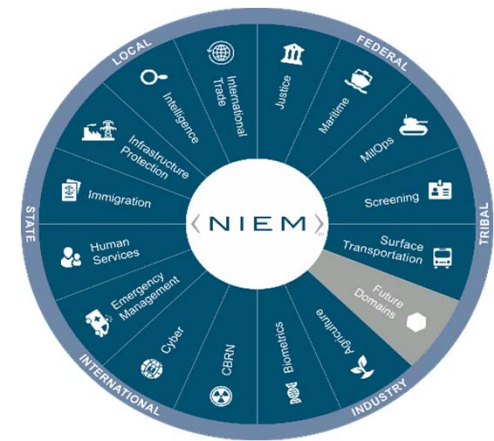 LOCAL
FEDERAL
TRIBAL
INDUSTRY
INTERNATIONAL
STATE
Justice
Maritime
MilOps
Screening
Surface
Transportation
Future
Domains
Agriculture
Biometrics
CBRN
Cyber
Emergency
Management
Human
Services
Immigration
Infrastructure
Protection
Intelligence
International
Trade
NIEM